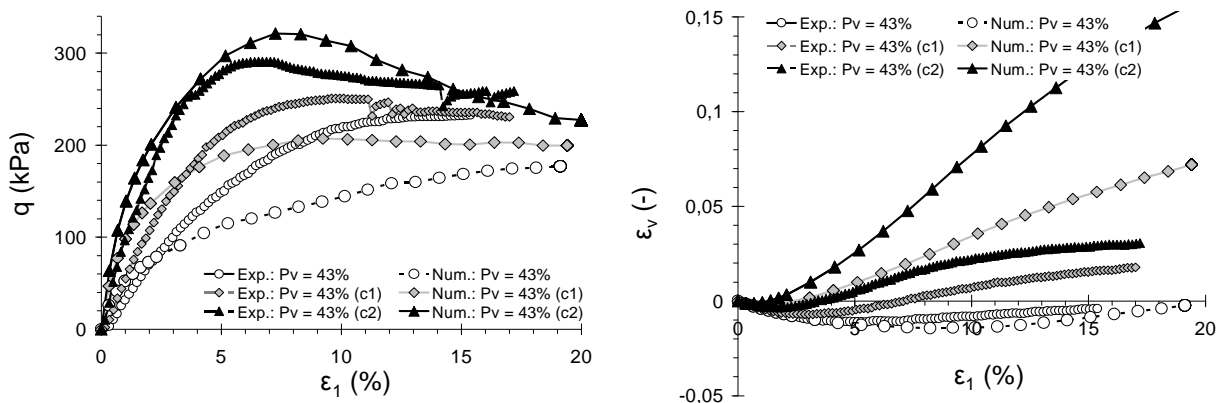 q (kPa)
300
200
100
0
0
5
10
15
20
ε1 (%)
Exp.: Pv = 43%
Num.: Pv = 43%
Exp.: Pv = 43% (c1)
Num.: Pv = 43% (c1)
Exp.: Pv = 43% (c2)
Num.: Pv = 43% (c2)
εv (-)
0,15
0,1
0,05
0
-0,05
0
5
10
15
20
ε1 (%)
Exp.: Pv = 43%
Num.: Pv = 43%
Exp.: Pv = 43% (c1)
Num.: Pv = 43% (c1)
Exp.: Pv = 43% (c2)
Num.: Pv = 43% (c2)